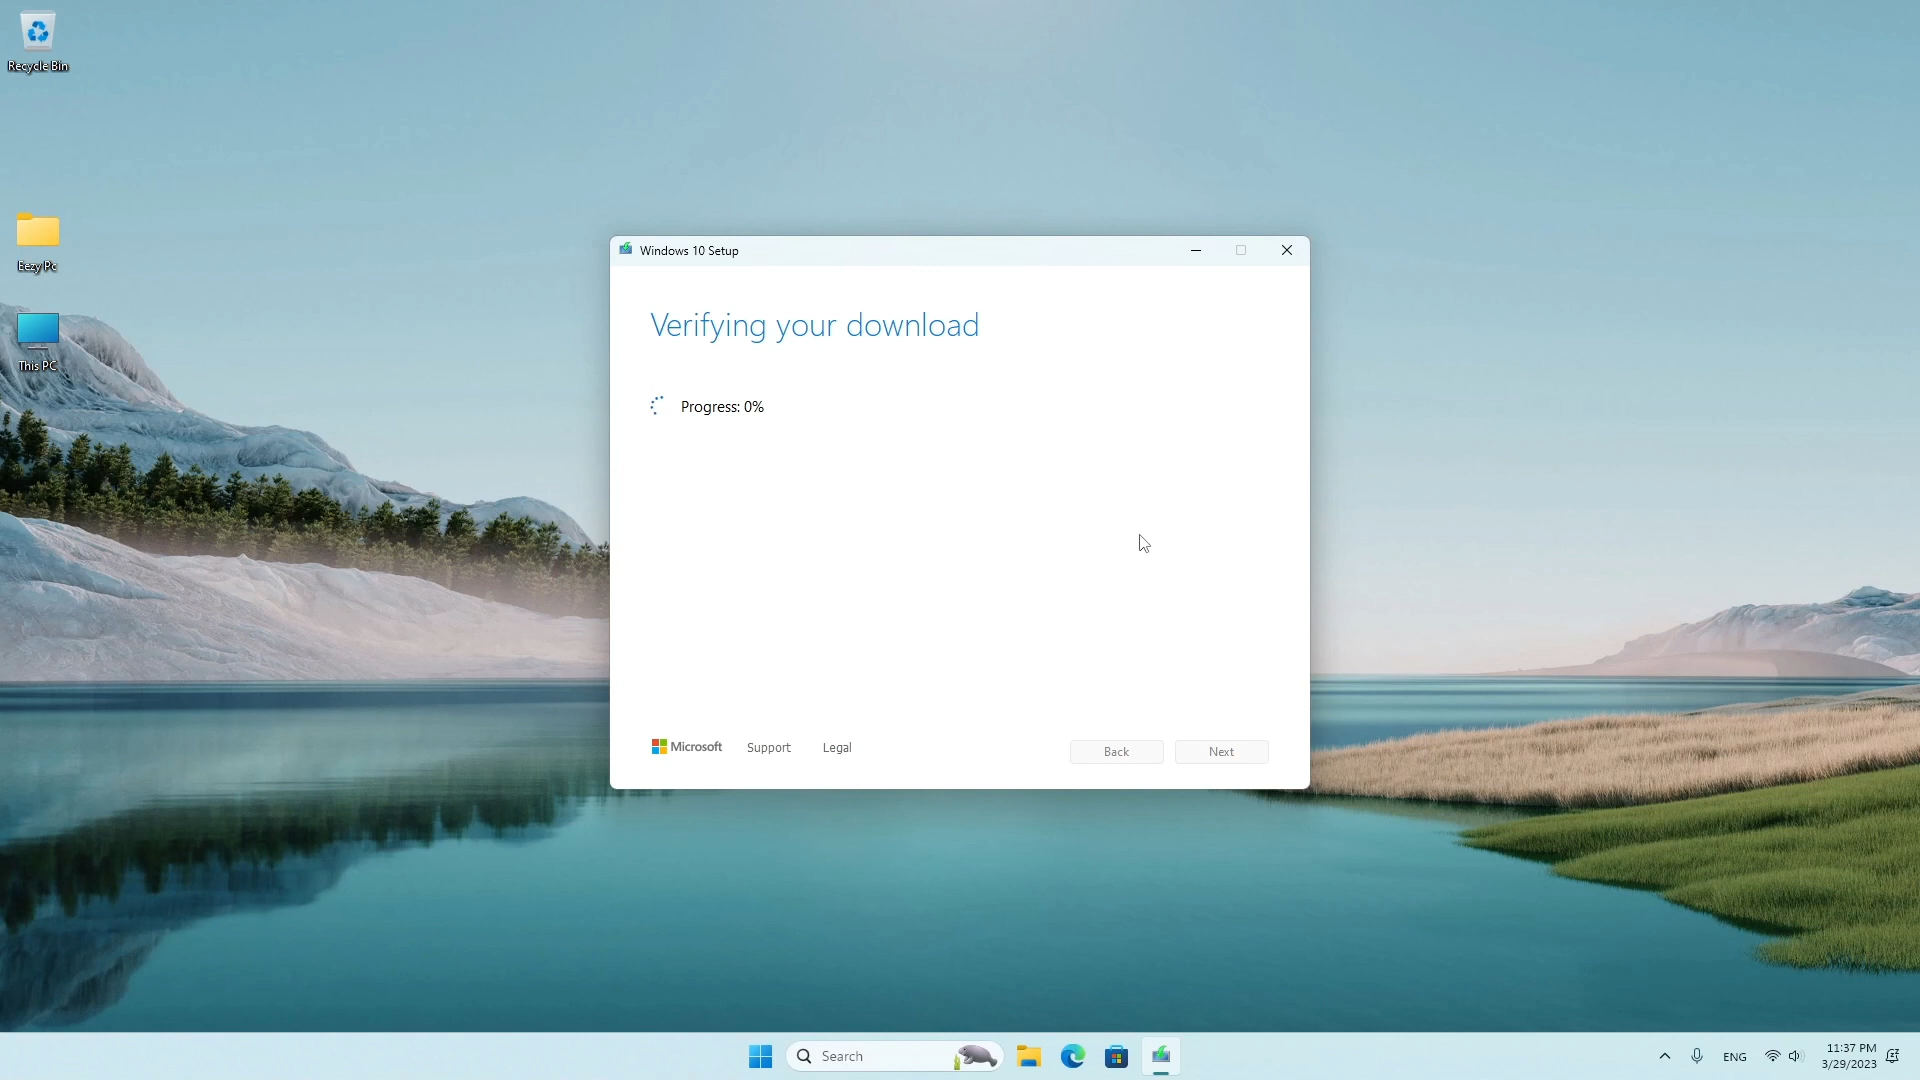 Recycle Bin
Eezy Pc
This PC
Windows 10 Setup
Verifying your download
Progress: 0%
Microsoft
Support
Legal
Back
Next
Search
ENG
11:37 PM
3/29/2023